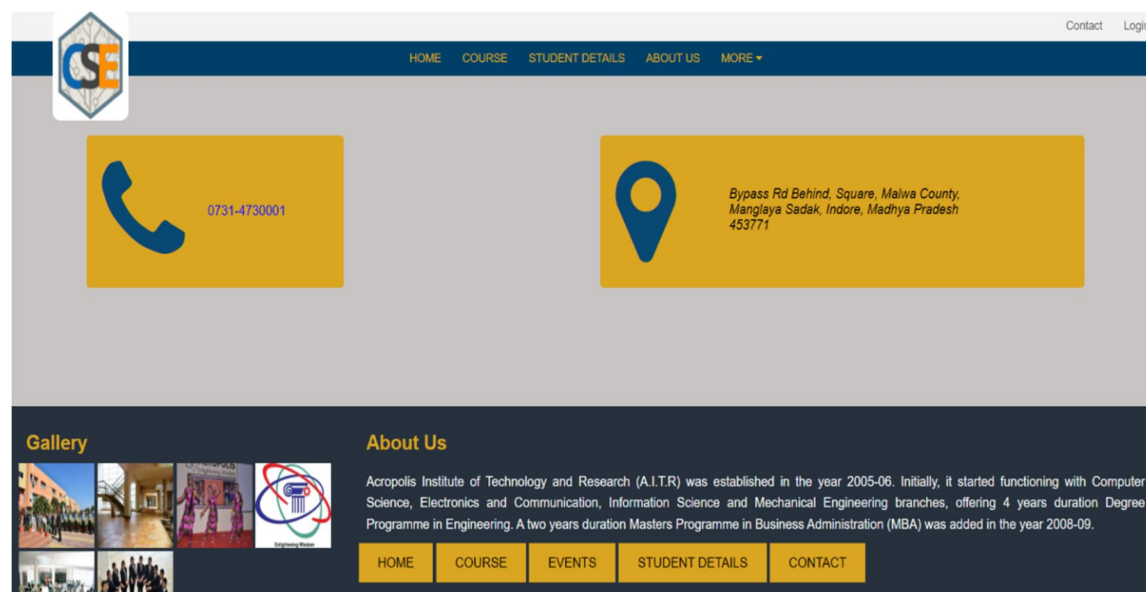 Contact Login
CSE
HOME COURSE STUDENT DETAILS ABOUT US MORE
0731-4730001
Bypass Rd Behind, Square, Malwa County,
Manglaya Sadak, Indore, Madhya Pradesh
453771
Gallery
About Us
Acropolis Institute of Technology and Research (A.I.T.R) was established in the year 2005-06. Initially, it started functioning with Computer
Science, Electronics and Communication, Information Science and Mechanical Engineering branches, offering 4 years duration Degree
Programme in Engineering. A two years duration Masters Programme in Business Administration (MBA) was added in the year 2008-09.
Enlightening Wisdom
HOME COURSE EVENTS STUDENT DETAILS CONTACT